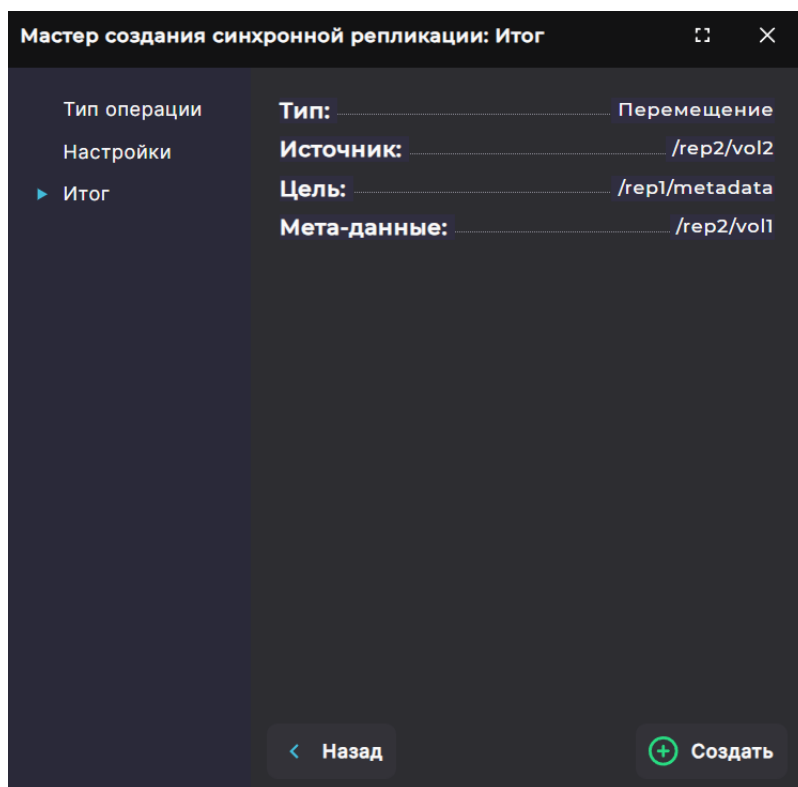 Мастер создания синхронной репликации: Итог
Тип операции
Настройки
Итог
Тип: Перемещение
Источник: /rep2/vol2
Цель: /rep1/metadata
Мета-данные: /rep2/vol1
Назад
Создать